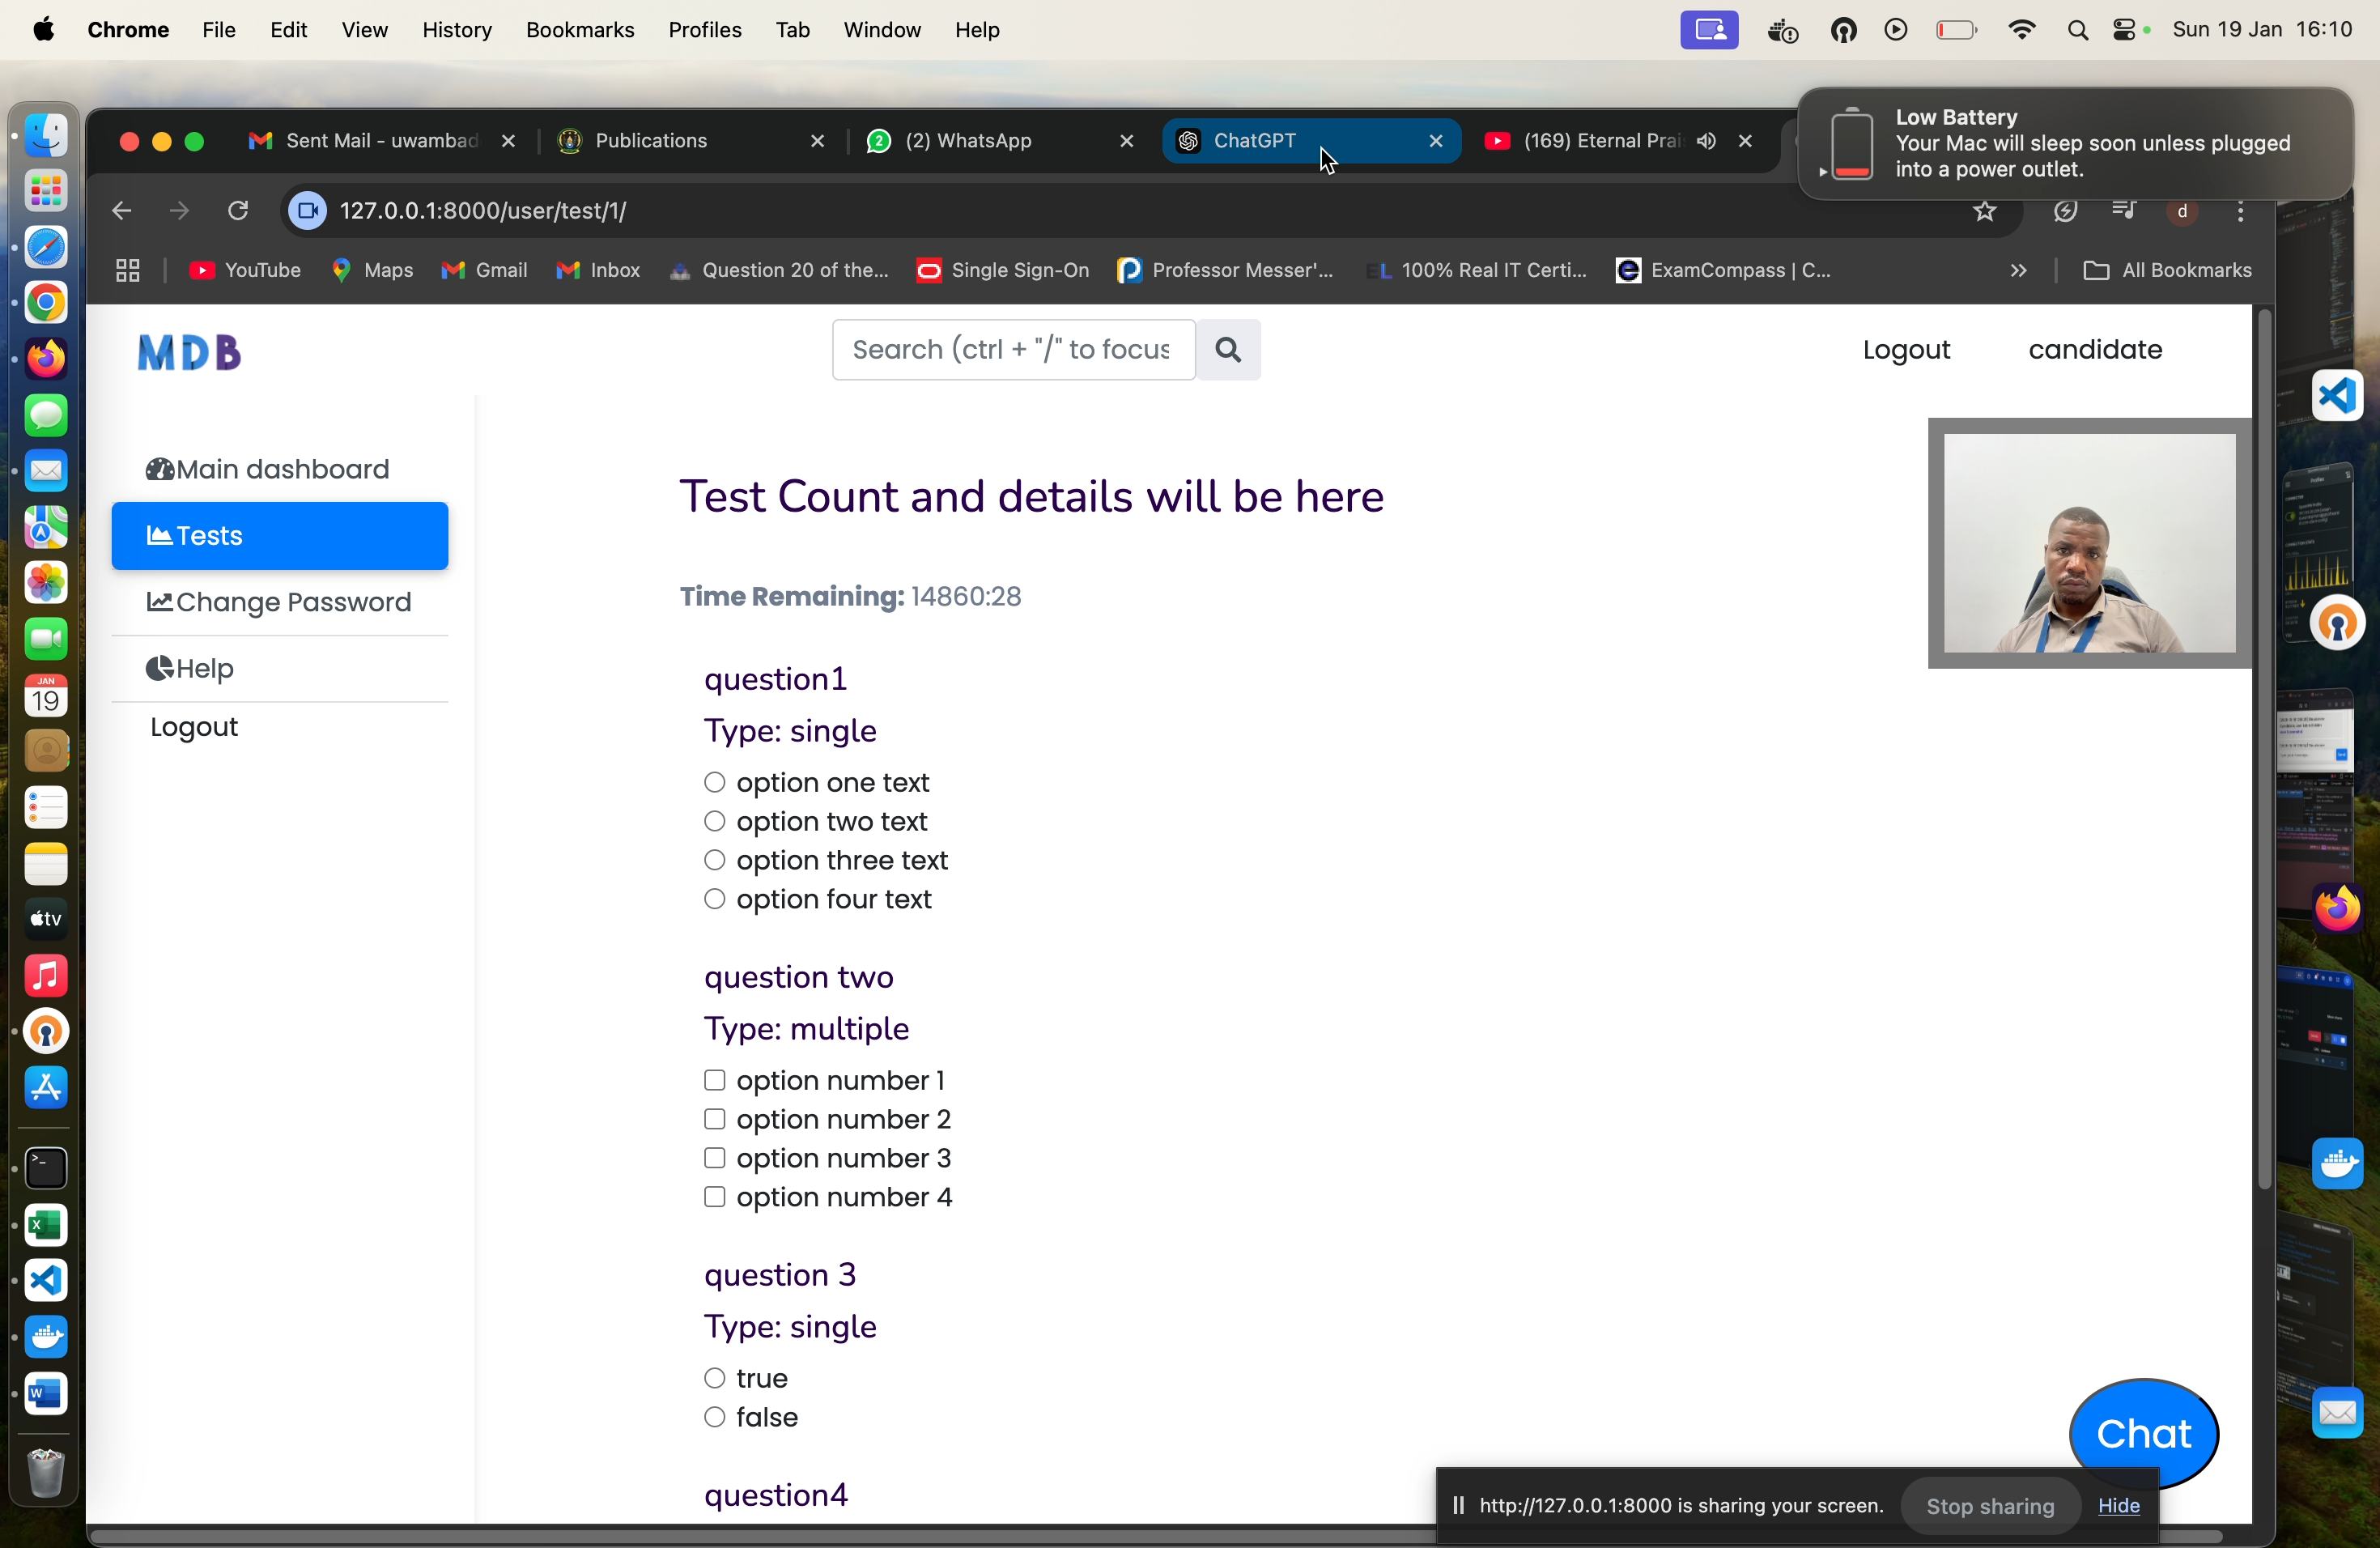 Chrome File Edit View History Bookmarks Profiles Tab Window Help Sun 19 Jan 16:10
Low Battery
Your Mac will sleep soon unless plugged
into a power outlet.
Sent Mail - uwambad Publications 2 (2) WhatsApp ChatGPT (169) Eternal Prai
127.0.0.1:8000/user/test/1/ d
YouTube Maps Gmail Inbox Question 20 of the... Single Sign-On Professor Messer'... EL 100% Real IT Certi... ExamCompass | C... » All Bookmarks
MDB Search (ctrl + "/" to focus Logout candidate
Main dashboard
Tests
Change Password
Help
Logout
Test Count and details will be here
Time Remaining: 14860:28
question1
Type: single
option one text
option two text
option three text
option four text
question two
Type: multiple
option number 1
option number 2
option number 3
option number 4
question 3
Type: single
true
false
question4
Chat
http://127.0.0.1:8000 is sharing your screen. Stop sharing Hide
JAN
19
tv